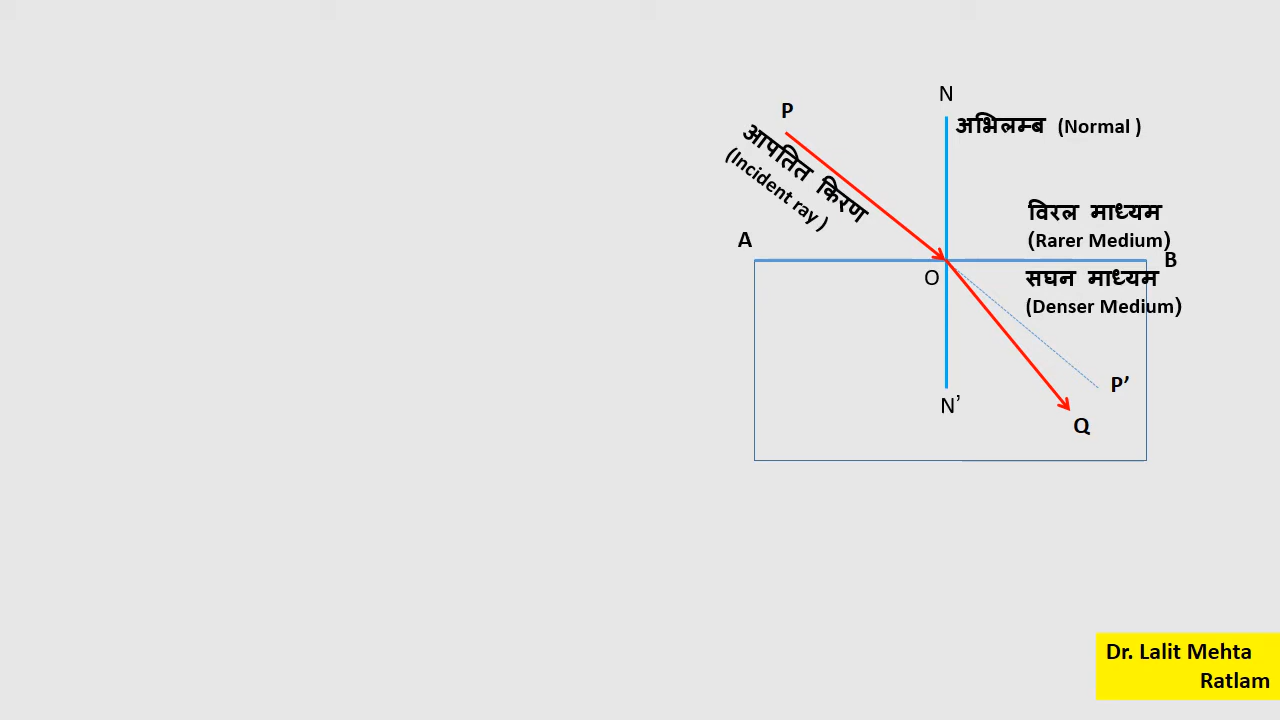 N
P
अभिलम्ब (Normal )
आपतित किरण
(Incident ray )
विरल माध्यम
(Rarer Medium)
A
B
O
सघन माध्यम
(Denser Medium)
P’
N’
Q
Dr. Lalit Mehta
Ratlam